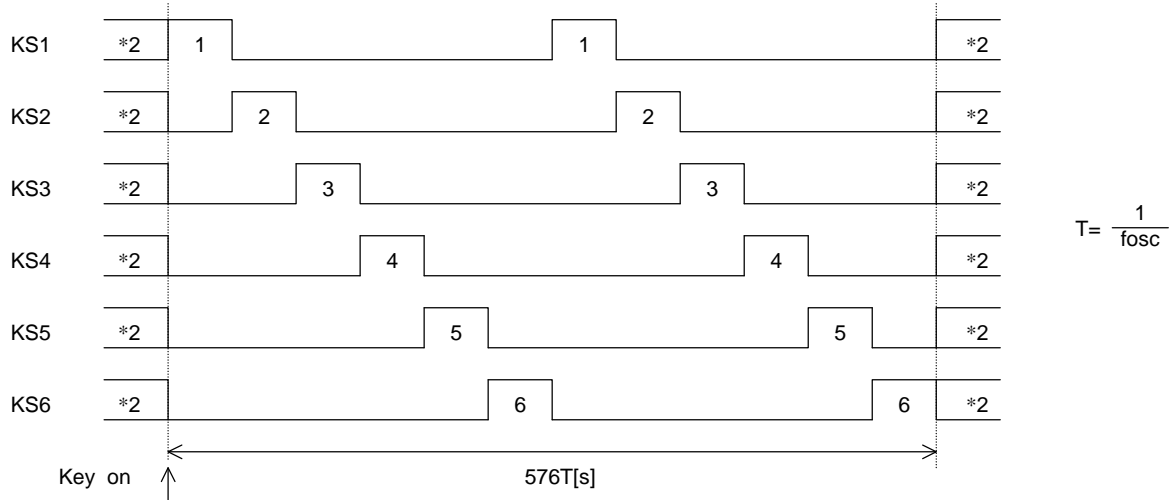 KS1 *2 1 1 *2
KS2 *2 2 2 *2
KS3 *2 3 3 *2
KS4 *2 4 4 *2
KS5 *2 5 5 *2
KS6 *2 6 6 *2
T= 1
fosc
Key on 576T[s]